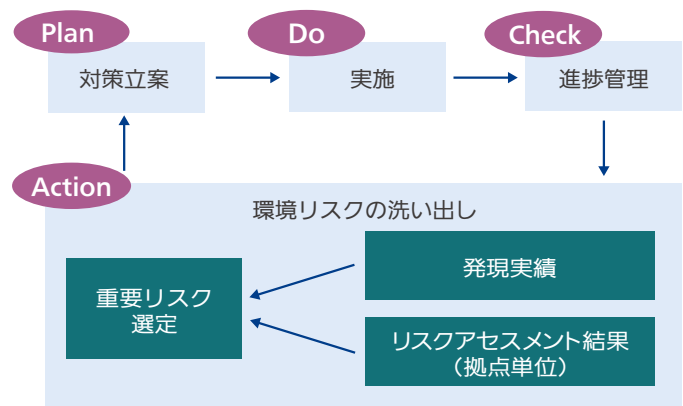 Plan
対策立案
Do
実施
Check
進捗管理
Action
環境リスクの洗い出し
重要リスク
選定
発現実績
リスクアセスメント結果
（拠点単位）